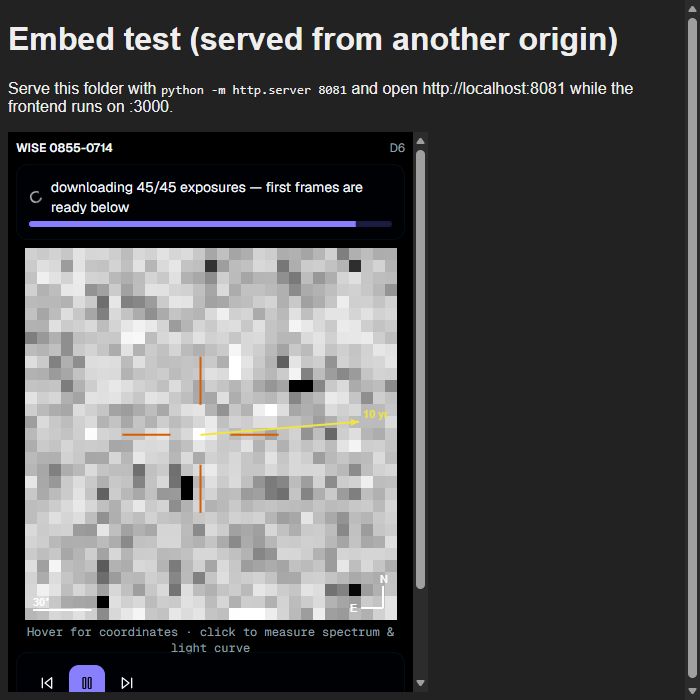 Embed test (served from another origin)
Serve this folder with python -m http.server 8081 and open http://localhost:8081 while the
frontend runs on :3000.
WISE 0855-0714 D6
downloading 45/45 exposures — first frames are
ready below
10 yr
N
E
30"
Hover for coordinates · click to measure spectrum &
light curve